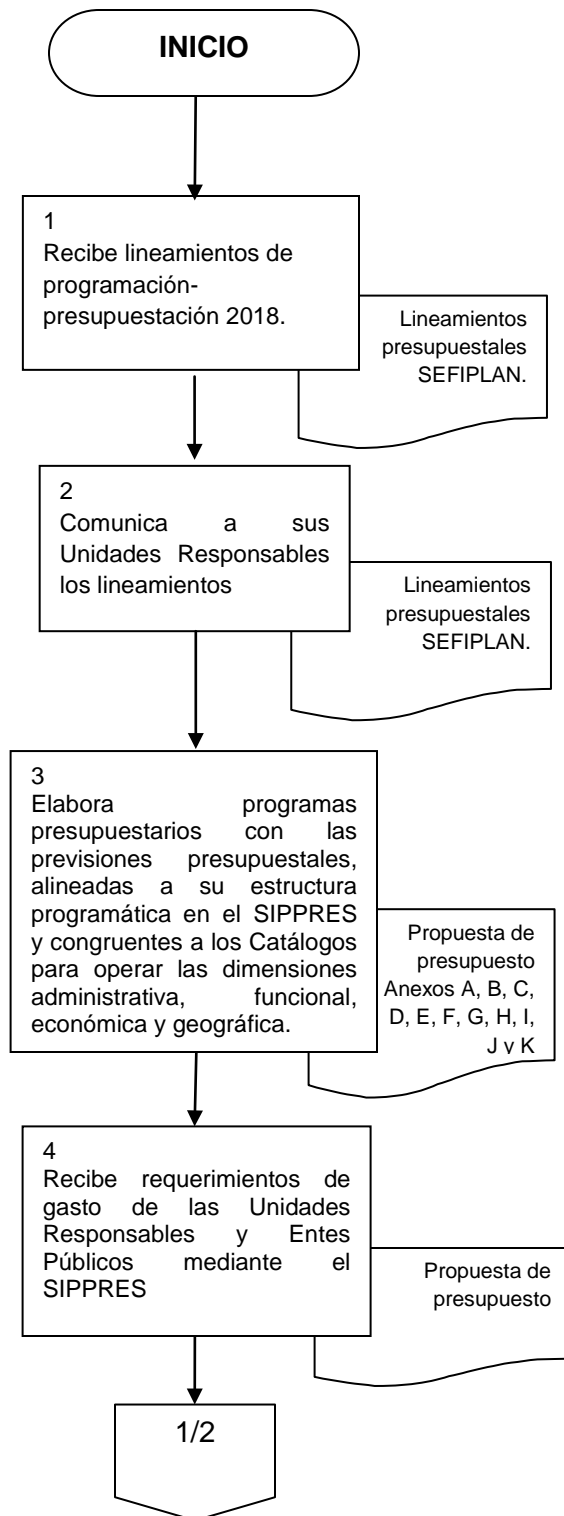 INICIO
1
Recibe lineamientos de
programación-
presupuestación 2018.
Lineamientos
presupuestales
SEFIPLAN.
2
Comunica a sus
Unidades Responsables
los lineamientos
Lineamientos
presupuestales
SEFIPLAN.
3
Elabora programas
presupuestarios con las
previsiones presupuestales,
alineadas a su estructura
programática en el SIPPRES
y congruentes a los Catálogos
para operar las dimensiones
administrativa, funcional,
económica y geográfica.
Propuesta de
presupuesto
Anexos A, B, C,
D, E, F, G, H, I,
J y K
4
Recibe requerimientos de
gasto de las Unidades
Responsables y Entes
Públicos mediante el
SIPPRES
Propuesta de
presupuesto
1/2